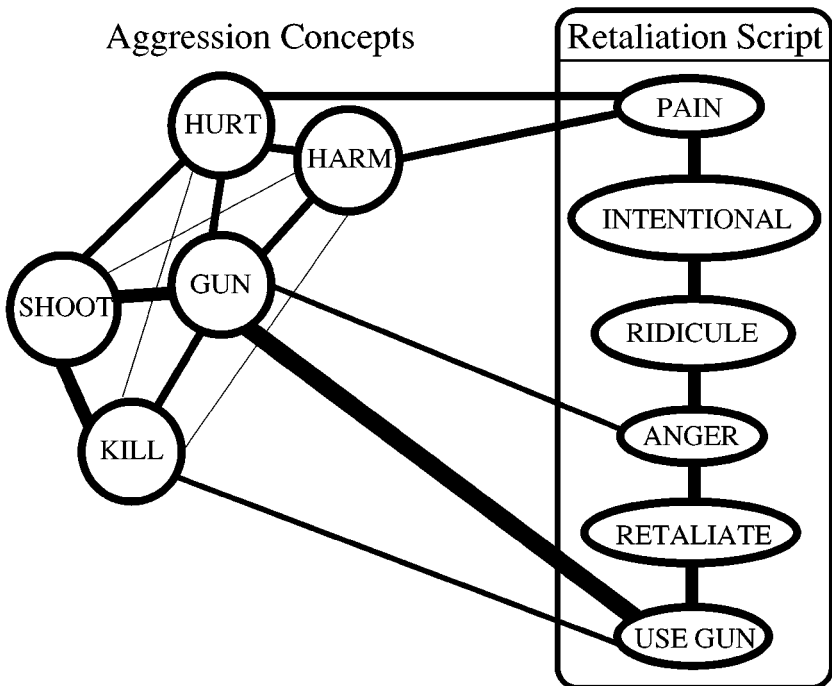 Aggression Concepts
HURT
HARM
GUN
SHOOT
KILL
Retaliation Script
PAIN
INTENTIONAL
RIDICULE
ANGER
RETALIATE
USE GUN